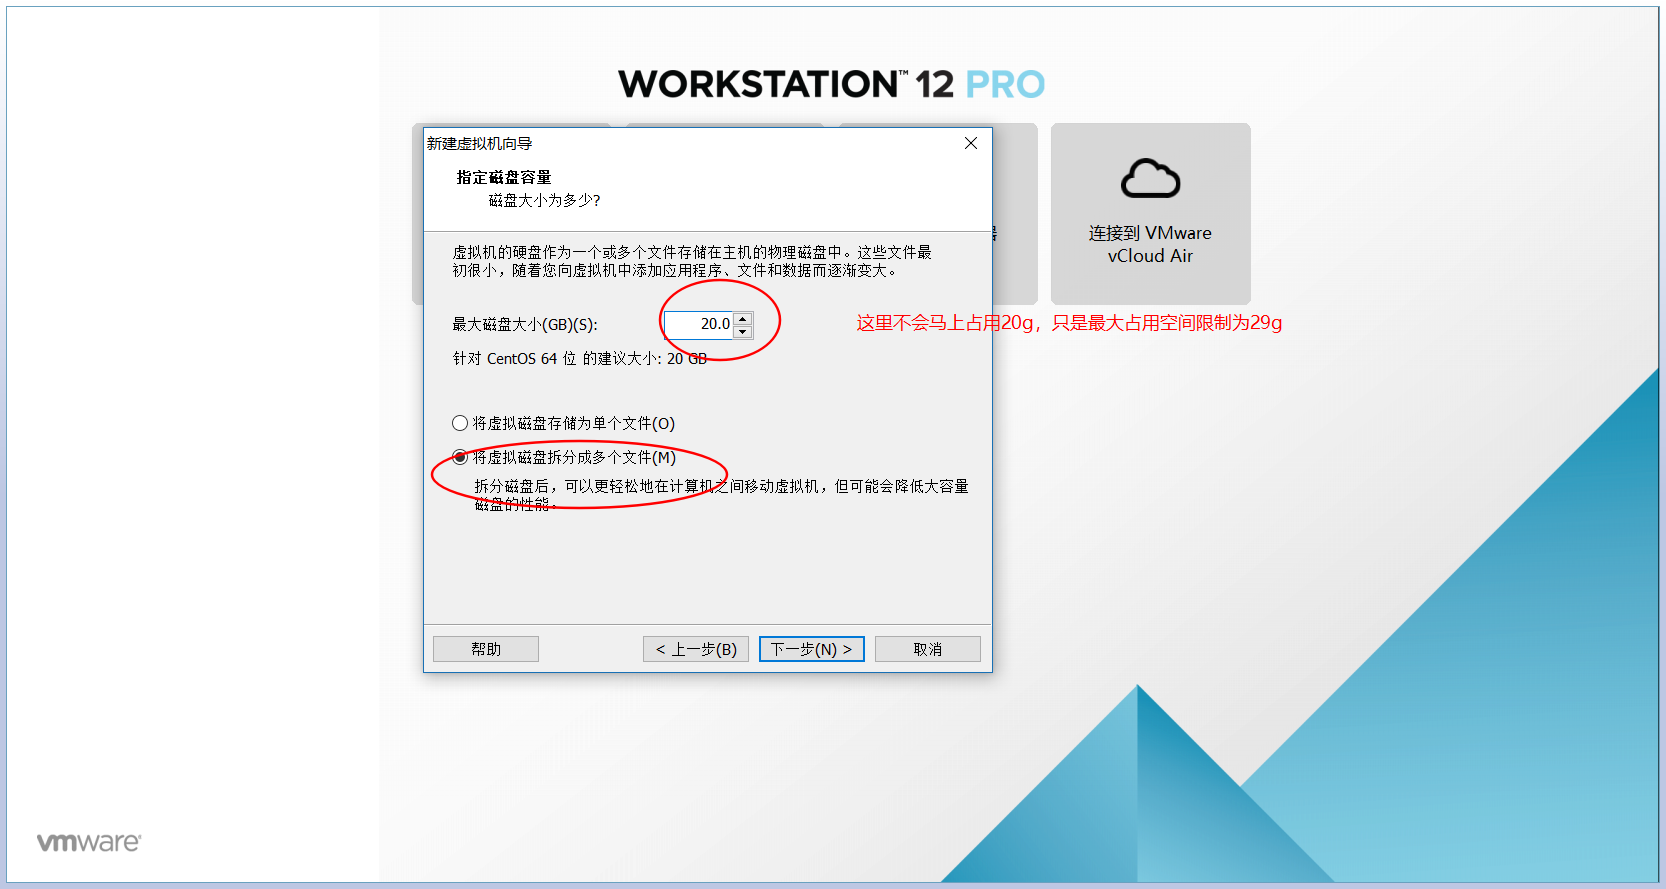 WORKSTATION™ 12 PRO
新建虚拟机向导
指定磁盘容量
磁盘大小为多少?
虚拟机的硬盘作为一个或多个文件存储在主机的物理磁盘中。这些文件最
初很小，随着您向虚拟机中添加应用程序、文件和数据而逐渐变大。
最大磁盘大小(GB)(S): 20.0
针对 CentOS 64 位 的建议大小: 20 GB
将虚拟磁盘存储为单个文件(O)
将虚拟磁盘拆分成多个文件(M)
拆分磁盘后，可以更轻松地在计算机之间移动虚拟机，但可能会降低大容量
磁盘的性能。
帮助
< 上一步(B)
下一步(N) >
取消
连接到 VMware
vCloud Air
这里不会马上占用20g，只是最大占用空间限制为29g
vmware